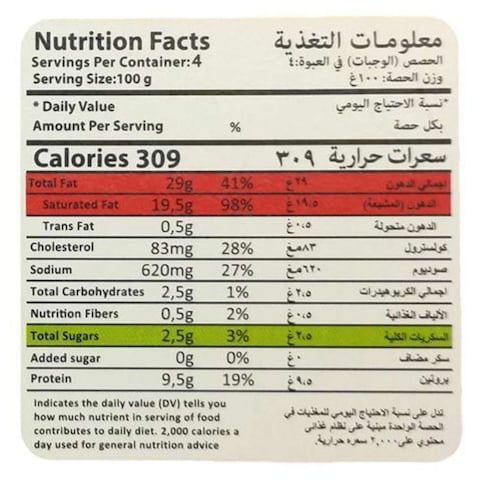 Nutrition Facts معلومات التغذية
Servings Per Container:4 الحصص (الوجبات) في العبوة:٤
Serving Size:100 g وزن الحصة: ١٠٠غ
* Daily Value *نسبة الاحتياج اليومي
Amount Per Serving % بكل حصة
Calories 309 سعرات حرارية ٣٠٩
Total Fat 29g 41% ٢٩غ اجمالي الدهون
Saturated Fat 19,5g 98% ١٩،٥غ الدهون (المشبعة)
Trans Fat 0,5g ٠،٥غ الدهون متحولة
Cholesterol 83mg 28% ٨٣مغ كولسترول
Sodium 620mg 27% ٦٢٠مغ صوديوم
Total Carbohydrates 2,5g 1% ٢،٥غ اجمالي الكربوهيدرات
Nutrition Fibers 0,5g 2% ٠،٥غ الألياف الغذائية
Total Sugars 2,5g 3% ٢،٥غ السكريات الكلية
Added sugar 0g 0% ٠غ سكر مضاف
Protein 9,5g 19% ٩،٥غ بروتين
Indicates the daily value (DV) tells you
how much nutrient in serving of food
contributes to daily diet. 2,000 calories a
day used for general nutrition advice
تدل على نسبة الاحتياج اليومي للمغذيات في
الحصة الواحدة مبنية على نظام غذائي
محتوي على ٢,٠٠٠ سعره حرارية.